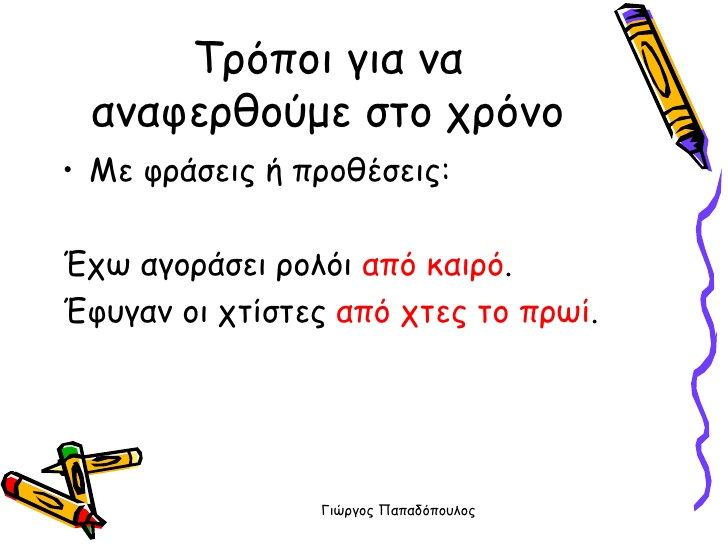 Τρόποι για να
αναφερθούμε στο χρόνο
• Με φράσεις ή προθέσεις:
Έχω αγοράσει ρολόι από καιρό.
Έφυγαν οι χτίστες από χτες το πρωί.
Γιώργος Παπαδόπουλος